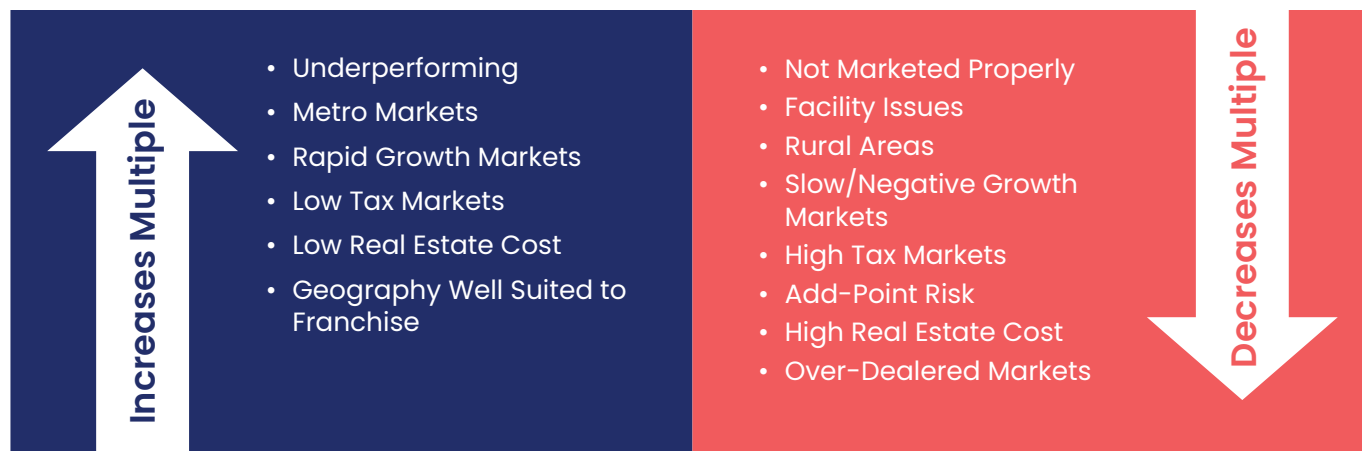 Increases Multiple
• Underperforming
• Metro Markets
• Rapid Growth Markets
• Low Tax Markets
• Low Real Estate Cost
• Geography Well Suited to
Franchise
• Not Marketed Properly
• Facility Issues
• Rural Areas
• Slow/Negative Growth
Markets
• High Tax Markets
• Add-Point Risk
• High Real Estate Cost
• Over-Dealered Markets
Decreases Multiple